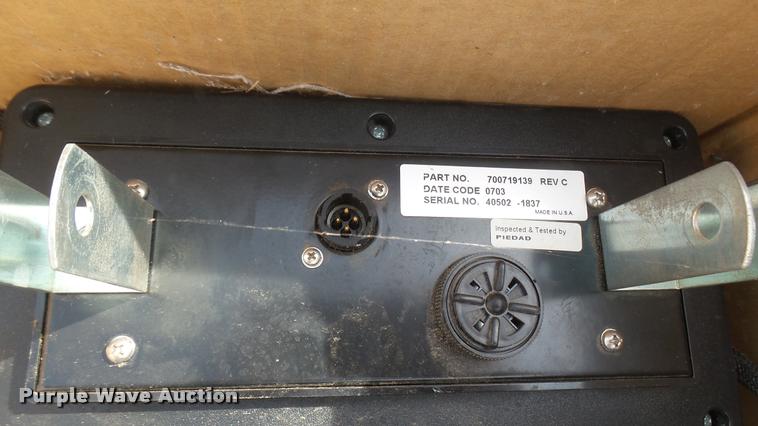 PART NO. 700719139 REV C
DATE CODE 0703
SERIAL NO. 40502 -1837
MADE IN U.S.A.
Inspected & Tested by
PIEDAD
Purple Wave Auction